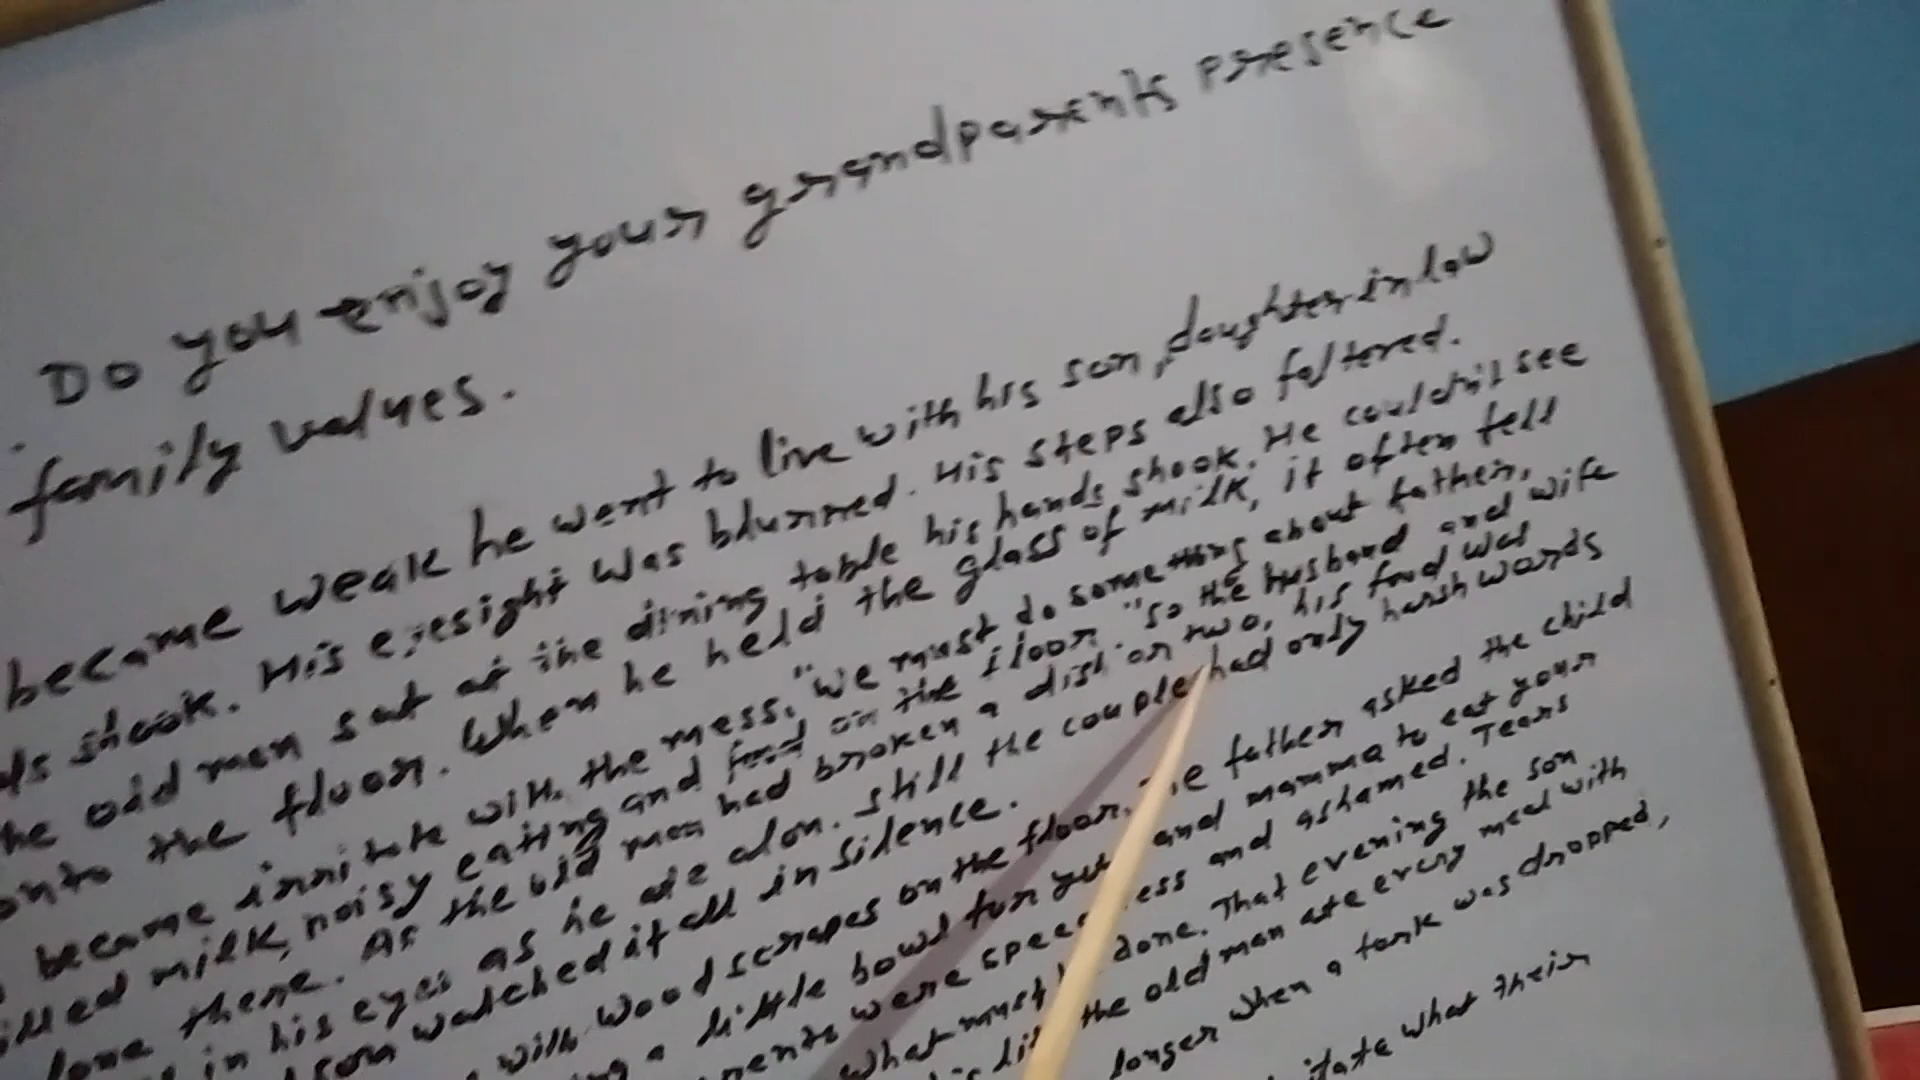 Do you enjoy your grandparents presence
family values.
became weak he went to live with his son, daughter in law
shook. His eyesight was blurred. His steps also faltered.
the old man sat at the dining table his hands shook. He couldn't see
onto the floor. When he held the glass of milk, it often fell
became irritate with the mess. "we must do something about father,
milk, noisy eating and food on the floor "so the husband and wife
there. As the old man had broken a dish or two, his food was
in his eyes as he ate alon. still the couple had only harsh words
son watched it all in silence.
with wood scrapes on the floor. father asked the child
a little bowl for you and mamma to eat your
were and ashamed. Tears
what must done. That evening the son
the old man ate every meal with
longer when a was dropped,
what their